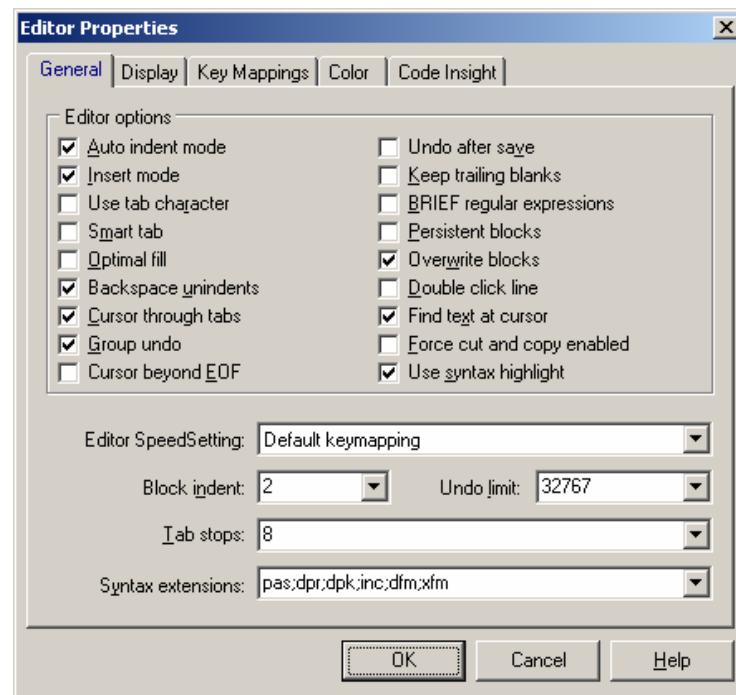 Editor Properties
General Display Key Mappings Color Code Insight
Editor options
Auto indent mode
Insert mode
Use tab character
Smart tab
Optimal fill
Backspace unindents
Cursor through tabs
Group undo
Cursor beyond EOF
Undo after save
Keep trailing blanks
BRIEF regular expressions
Persistent blocks
Overwrite blocks
Double click line
Find text at cursor
Force cut and copy enabled
Use syntax highlight
Editor SpeedSetting: Default keymapping
Block indent: 2 Undo limit: 32767
Tab stops: 8
Syntax extensions: pas;dpr;dpk;inc;dfm;xfm
OK Cancel Help